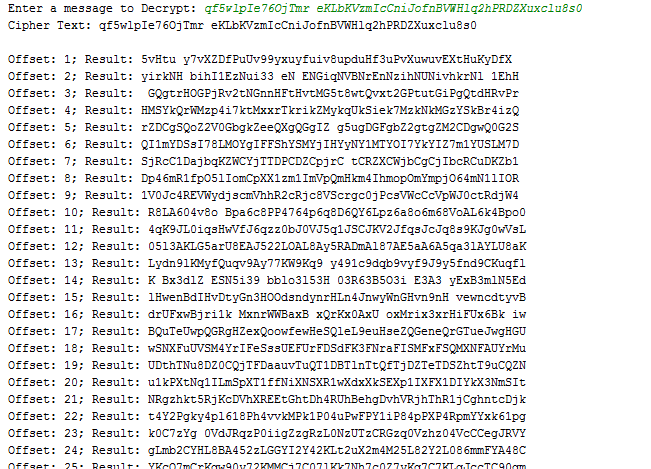 Enter a message to Decrypt: qf5wlpIe76OjTmr eKLbKVzmIcCniJofnBVWHlq2hPRDZXuxclu8s0
Cipher Text: qf5wlpIe76OjTmr eKLbKVzmIcCniJofnBVWHlq2hPRDZXuxclu8s0
Offset: 1; Result: 5vHtu y7vXZDfPuUv99yxuyfuiv8upduHf3uPvXuwuvEXtHuKyDfX
Offset: 2; Result: yirkNH bihI1EzNui33 eN ENGiqNVBNrEnNzihNUNivhkrNl 1EhH
Offset: 3; Result:  GQgtrHOGPjRv2tNGnnHFtHvtMG5t8wtQvxt2GPtutGiPgQtdHRvPr
Offset: 4; Result: HMSYkQrWMzp4i7ktMxxrTkrikZMykqUkSiek7MzkNkMGzYSkBr4izQ
Offset: 5; Result: rZDCgSQoZ2V0GbgkZeeQXgQGgIZ g5ugDGFgbZ2gtgZM2CDgwQ0G2S
Offset: 6; Result: QI1mYDSsI78LMOYgIFFShYSMYjIHYyNY1MTYOI7YkYIZ7m1YUSLM7D
Offset: 7; Result: SjRcC1DajbqKZWCYjTTDPCDZCpjrC tCRZXCWjbCgCjIbcRCuDKZb1
Offset: 8; Result: Dp46mR1fpO5lIomCpXX1zm1ImVpQmHkm4ImhmopOmYmpjO64mN1lIOR
Offset: 9; Result: 1V0Jc4REVWydjscmVhhR2cRjc8VScrgc0jPcsVWcCcVpWJ0ctRdjW4
Offset: 10; Result: R8LA604v8o Bpa6c8PP4764p6q8D6QY6Lpz6a8o6m68VoAL6k4Bpo0
Offset: 11; Result: 4qK9JL0iqsHwVfJ6qzz0bJ0VJ5q1JSCJKV2JfqsJcJq8s9KJg0wVsL
Offset: 12; Result: 05l3AKLG5arU8EAJ522LOAL8Ay5RADmAl87AE5aA6A5qa3lAYLU8aK
Offset: 13; Result: Lydn9lKMyfQuqv9Ay77KW9Kq9 y491c9dqb9vyf9J9y5fnd9CKuqfl
Offset: 14; Result: K Bx3dlZ ESN5i39 bblo3l53H 03R63B5O3i E3A3 yExB3mlN5Ed
Offset: 15; Result: lHwenBdIHvDtyGn3HOOdsndynrHLn4JnwyWnGHvn9nH vewncdtyvB
Offset: 16; Result: drUFxwBjri1k MxnrWWBaxB xQrKx0AxU oxMrix3xrHiFUx6Bk iw
Offset: 17; Result: BQuTeUwpQGRgHZexQoowfewHeSQleL9euHseZQGeneQrGTueJwgHGU
Offset: 18; Result: wSNXFuUVSM4YrIFeSssUEFUrFDSdFK3FNraFISMFxFSQMXNFAUYrMu
Offset: 19; Result: UDthTNu8DZ0CQjTFDaauvTuQT1DBTlnTtQfTjDZTeTDSZhtT9uCQZN
Offset: 20; Result: u1kPXtNq1ILmSpXT1ffNiXNSXR1wXdxXkSEXp1IXFX1DIYkX3NmSIt
Offset: 21; Result: NRgzhkt5RjKcDVhXREEtGhtDh4RUhBehgDvhVRjhThR1jCghntcDjk
Offset: 22; Result: t4Y2Pgky4pl618Ph4vvkMPk1P04uPwFPY1iP84pPXP4RpmYYxk61pg
Offset: 23; Result: k0C7zYg 0VdJRqzP0iigZzgRzL0NzUTzCRGzq0Vzhz04VcCCegJRVY
Offset: 24; Result: gLmb2CYHL8BA452zLGGYI2Y42KLt2uX2m4M25L82Y2L086mmFYA48C